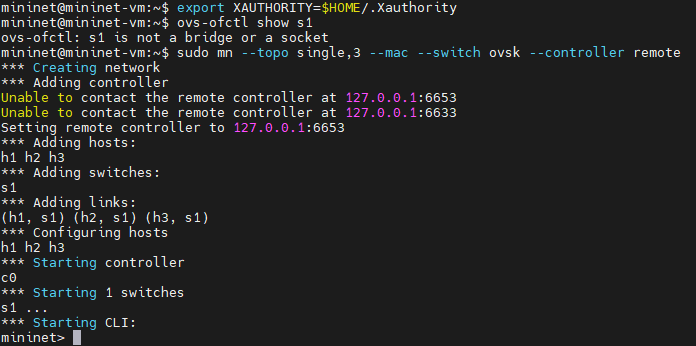 mininet@mininet-vm:~$ export XAUTHORITY=$HOME/.Xauthority
mininet@mininet-vm:~$ ovs-ofctl show s1
ovs-ofctl: s1 is not a bridge or a socket
mininet@mininet-vm:~$ sudo mn --topo single,3 --mac --switch ovsk --controller remote
*** Creating network
*** Adding controller
Unable to contact the remote controller at 127.0.0.1:6653
Unable to contact the remote controller at 127.0.0.1:6633
Setting remote controller to 127.0.0.1:6653
*** Adding hosts:
h1 h2 h3
*** Adding switches:
s1
*** Adding links:
(h1, s1) (h2, s1) (h3, s1)
*** Configuring hosts
h1 h2 h3
*** Starting controller
c0
*** Starting 1 switches
s1 ...
*** Starting CLI:
mininet>